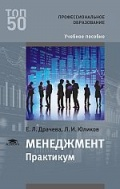 ТОП
50
ПРОФЕССИОНАЛЬНОЕ
ОБРАЗОВАНИЕ
Учебное пособие
Е. Л. Драчева, Л. И. Юликов
МЕНЕДЖМЕНТ
Практикум